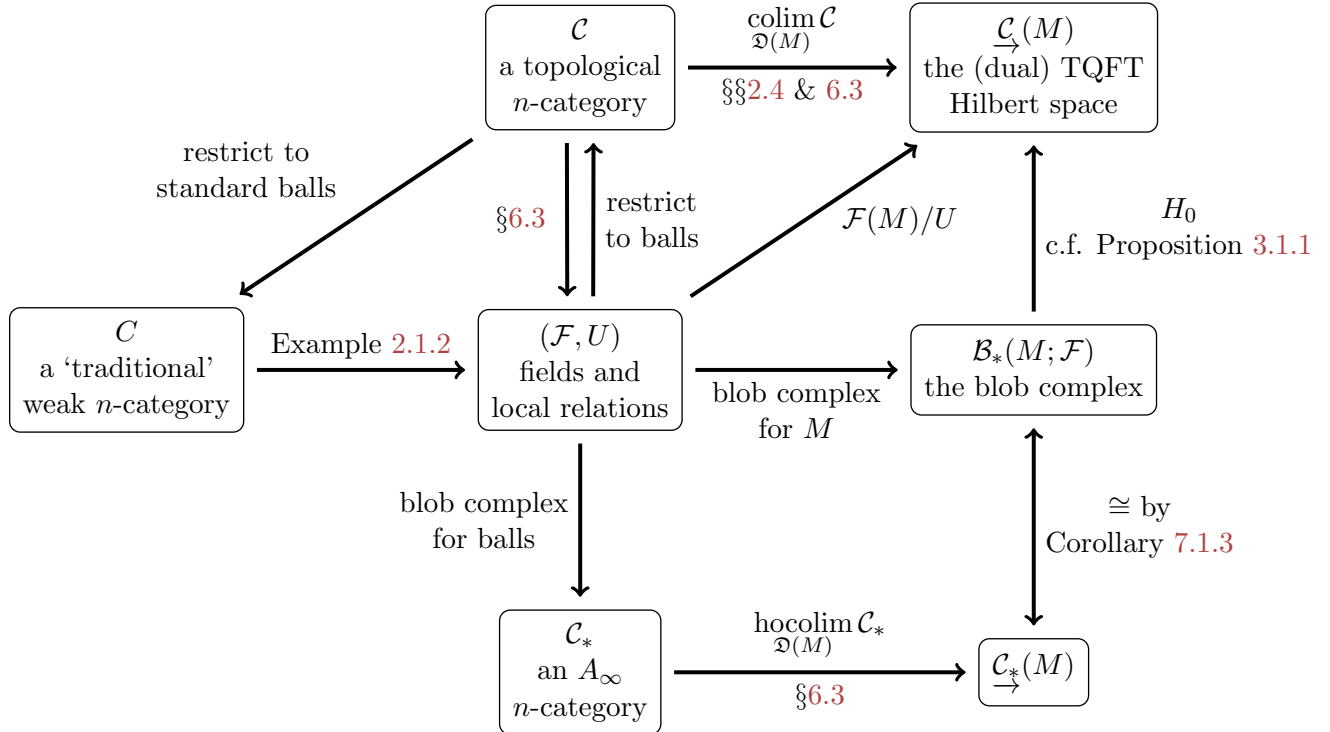 𝒞
a topological
n-category
colim 𝒞
𝔇(M)
§§2.4 & 6.3
𝒞(M)
the (dual) TQFT
Hilbert space
restrict to
standard balls
§6.3
restrict
to balls
ℱ(M)/U
H₀
c.f. Proposition 3.1.1
C
a ‘traditional’
weak n-category
Example 2.1.2
(ℱ, U)
fields and
local relations
blob complex
for M
ℬ∗(M; ℱ)
the blob complex
blob complex
for balls
≅ by
Corollary 7.1.3
𝒞∗
an A∞
n-category
hocolim 𝒞∗
𝔇(M)
§6.3
𝒞∗(M)